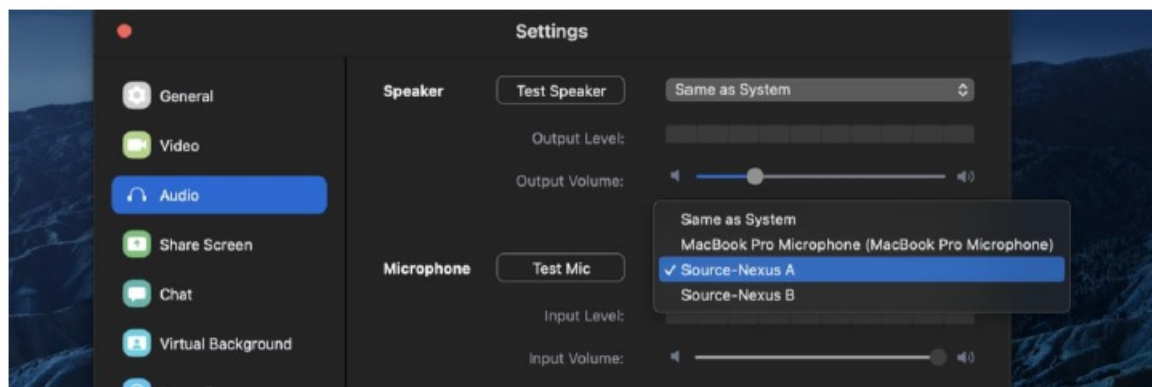 Settings
General
Video
Audio
Share Screen
Chat
Virtual Background
Speaker
Test Speaker
Same as System
Output Level:
Output Volume:
Microphone
Test Mic
Same as System
MacBook Pro Microphone (MacBook Pro Microphone)
✓ Source-Nexus A
Source-Nexus B
Input Level:
Input Volume: